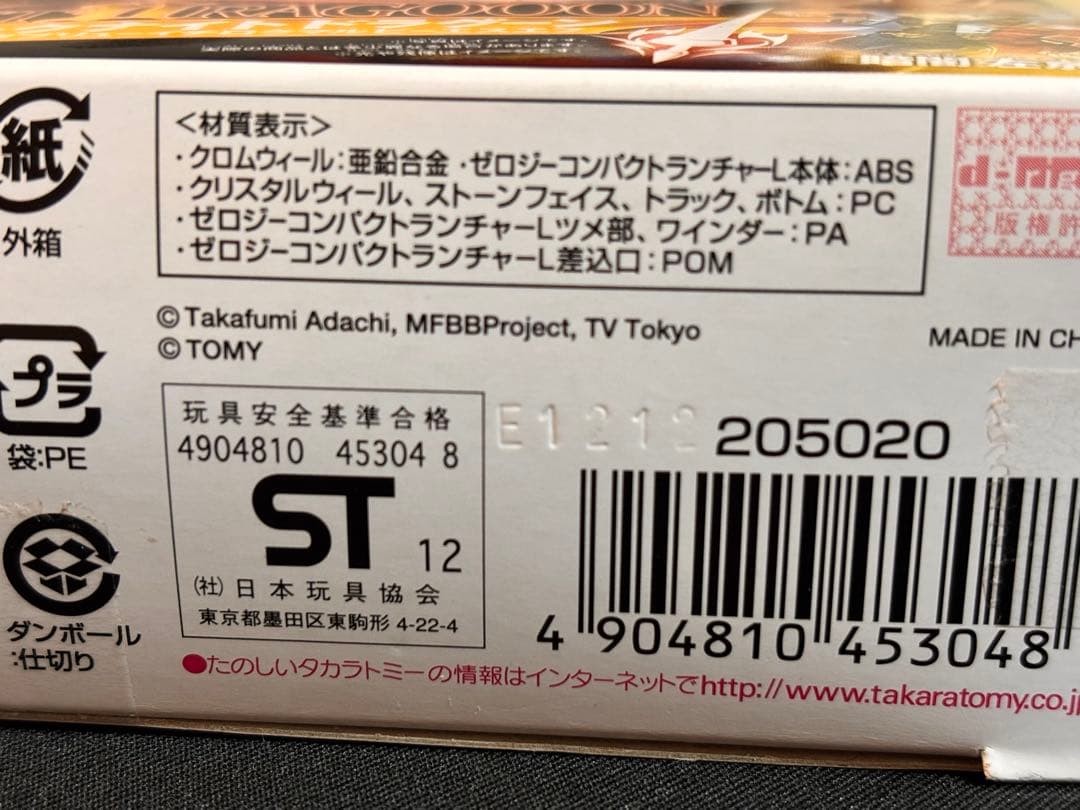 紙
外箱
<材質表示>
・クロムウィール：亜鉛合金 ・ゼロジーコンパクトランチャーL本体：ABS
・クリスタルウィール、ストーンフェイス、トラック、ボトム：PC
・ゼロジーコンパクトランチャーLツメ部、ワインダー：PA
・ゼロジーコンパクトランチャーL差込口：POM
版権許
© Takafumi Adachi, MFBBProject, TV Tokyo
© TOMY
MADE IN CH
プラ
袋：PE
玩具安全基準合格
4904810 45304 8
ST 12
(社)日本玩具協会
東京都墨田区東駒形 4-22-4
E1212
205020
4 904810 453048
ダンボール
：仕切り
●たのしいタカラトミーの情報はインターネットでhttp://www.takaratomy.co.jp